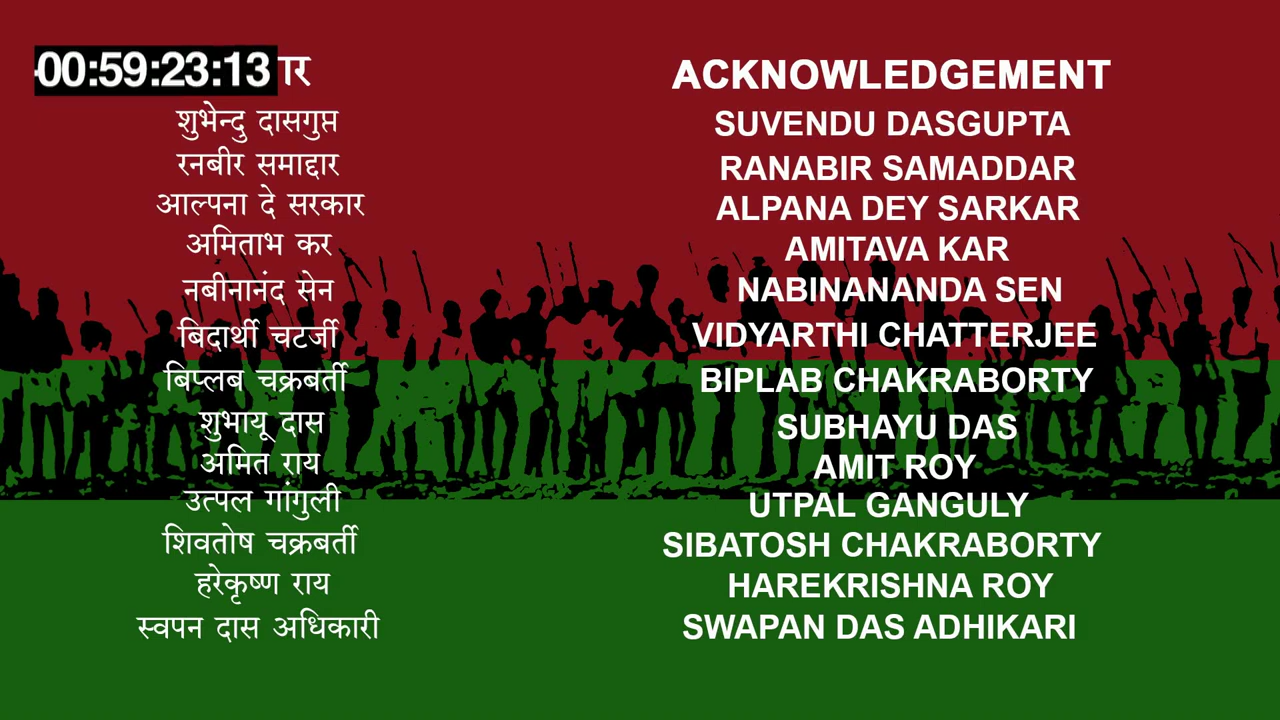 00:59:23:13
शुभेन्दु दासगुप्त
रनबीर समाद्दार
आल्पना दे सरकार
अमिताभ कर
नबीनानंद सेन
बिदार्थी चटर्जी
बिप्लब चक्रबर्ती
शुभायू दास
अमित राय
उत्पल गांगुली
शिवतोष चक्रबर्ती
हरेकृष्ण राय
स्वपन दास अधिकारी
ACKNOWLEDGEMENT
SUVENDU DASGUPTA
RANABIR SAMADDAR
ALPANA DEY SARKAR
AMITAVA KAR
NABINANANDA SEN
VIDYARTHI CHATTERJEE
BIPLAB CHAKRABORTY
SUBHAYU DAS
AMIT ROY
UTPAL GANGULY
SIBATOSH CHAKRABORTY
HAREKRISHNA ROY
SWAPAN DAS ADHIKARI